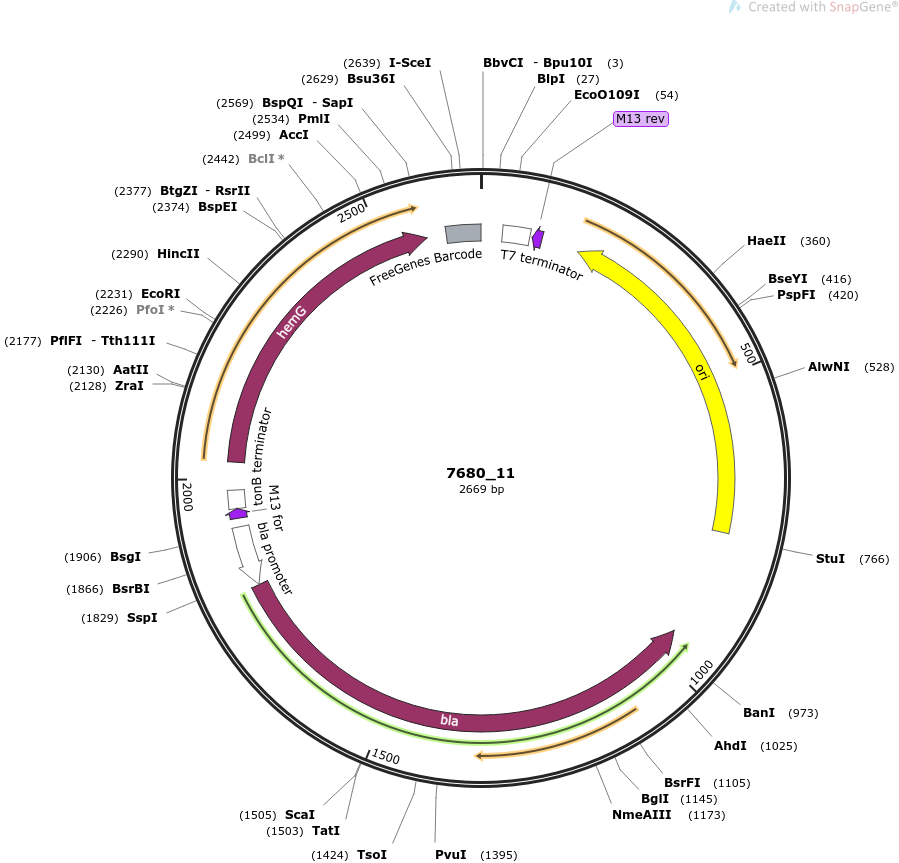 Created with SnapGene®
(2639) I-SceI
BbvCI - Bpu10I (3)
(2629) Bsu36I
BlpI (27)
(2569) BspQI - SapI
EcoO109I (54)
(2534) PmlI
M13 rev
(2499) AccI
(2442) BclI *
(2377) BtgZI - RsrII
(2374) BspEI
2500
HaeII (360)
(2290) HincII
FreeGenes Barcode
T7 terminator
BseYI (416)
(2231) EcoRI
PspFI (420)
(2226) PfoI *
hemG
(2177) PflFI - Tth111I
500
(2130) AatII
AlwNI (528)
(2128) ZraI
ori
tonB terminator
7680_11
2669 bp
2000
M13 for
bla promoter
(1906) BsgI
StuI (766)
(1866) BsrBI
(1829) SspI
1000
BanI (973)
bla
AhdI (1025)
1500
BsrFI (1105)
BglI (1145)
(1505) ScaI
NmeAIII (1173)
(1503) TatI
(1424) TsoI
PvuI (1395)